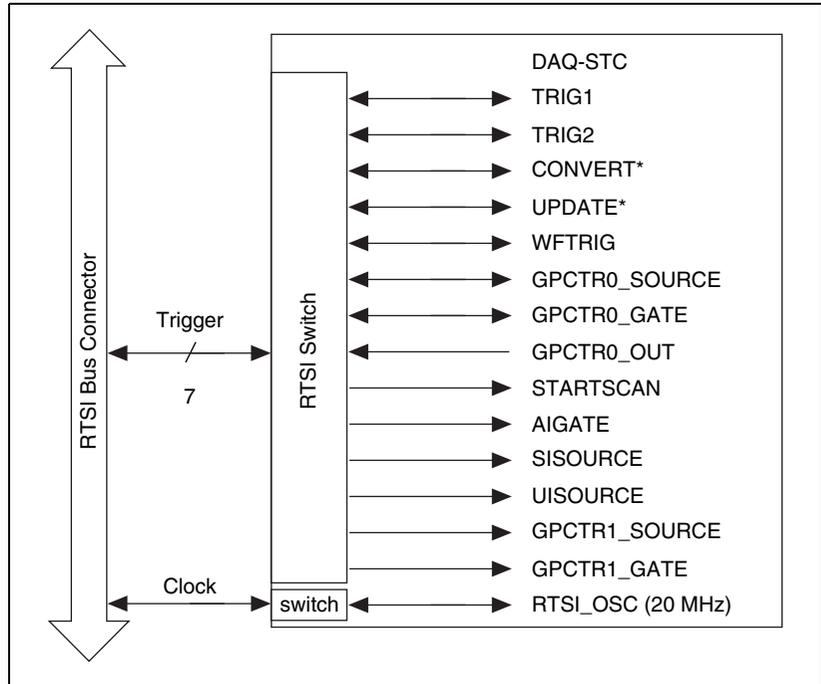 DAQ-STC
TRIG1
TRIG2
CONVERT*
UPDATE*
WFTRIG
GPCTR0_SOURCE
GPCTR0_GATE
GPCTR0_OUT
STARTSCAN
AIGATE
SISOURCE
UISOURCE
GPCTR1_SOURCE
GPCTR1_GATE
RTSI_OSC (20 MHz)
RTSI Bus Connector
Trigger
7
RTSI Switch
Clock
switch